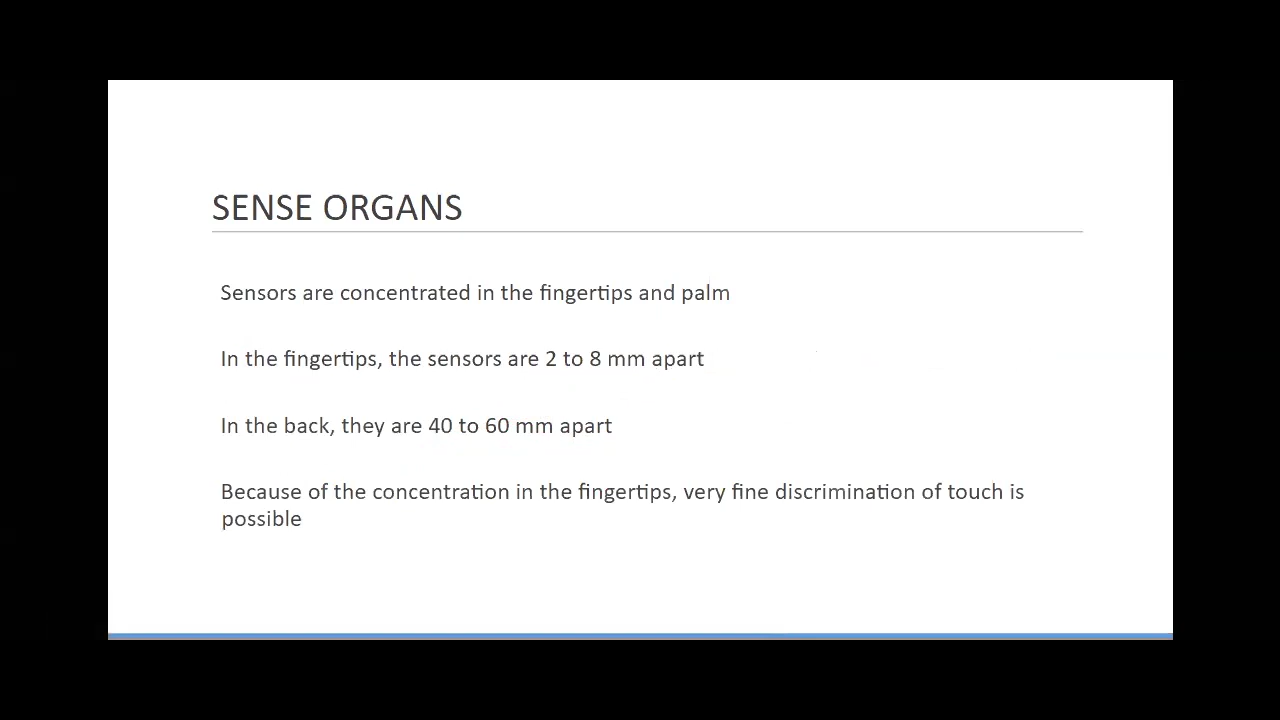 SENSE ORGANS
Sensors are concentrated in the fingertips and palm
In the fingertips, the sensors are 2 to 8 mm apart
In the back, they are 40 to 60 mm apart
Because of the concentration in the fingertips, very fine discrimination of touch is
possible